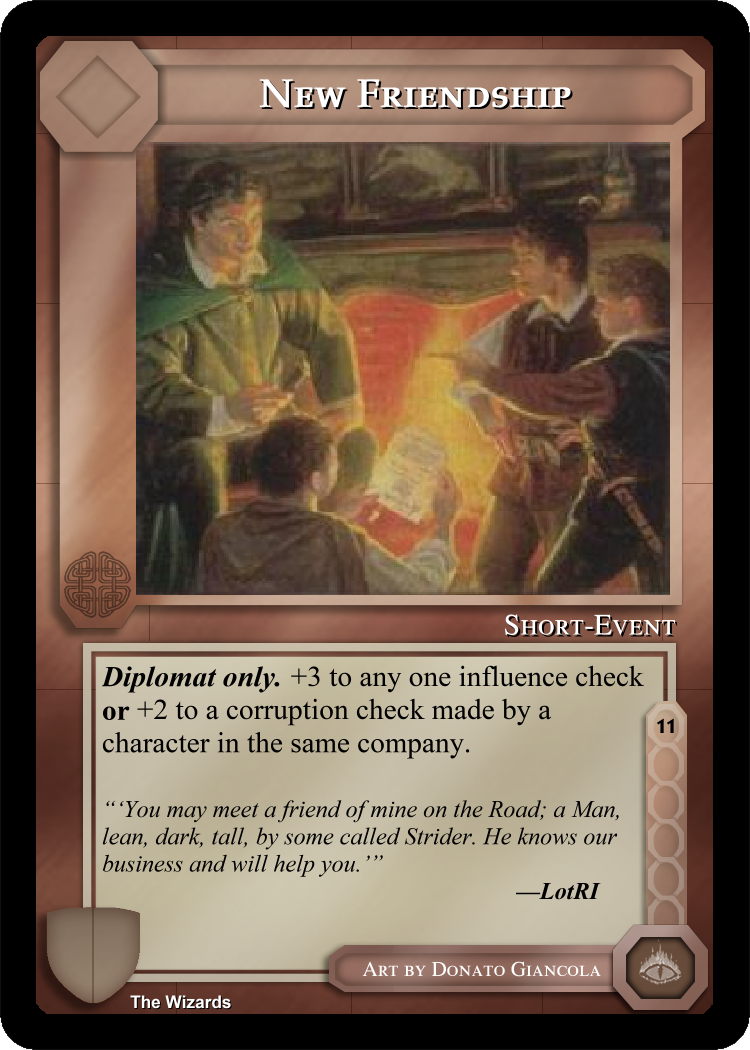 New Friendship
Short-Event
Diplomat only. +3 to any one influence check
or +2 to a corruption check made by a
character in the same company.
11
“‘You may meet a friend of mine on the Road; a Man,
lean, dark, tall, by some called Strider. He knows our
business and will help you.’”
—LotRI
Art by Donato Giancola
The Wizards